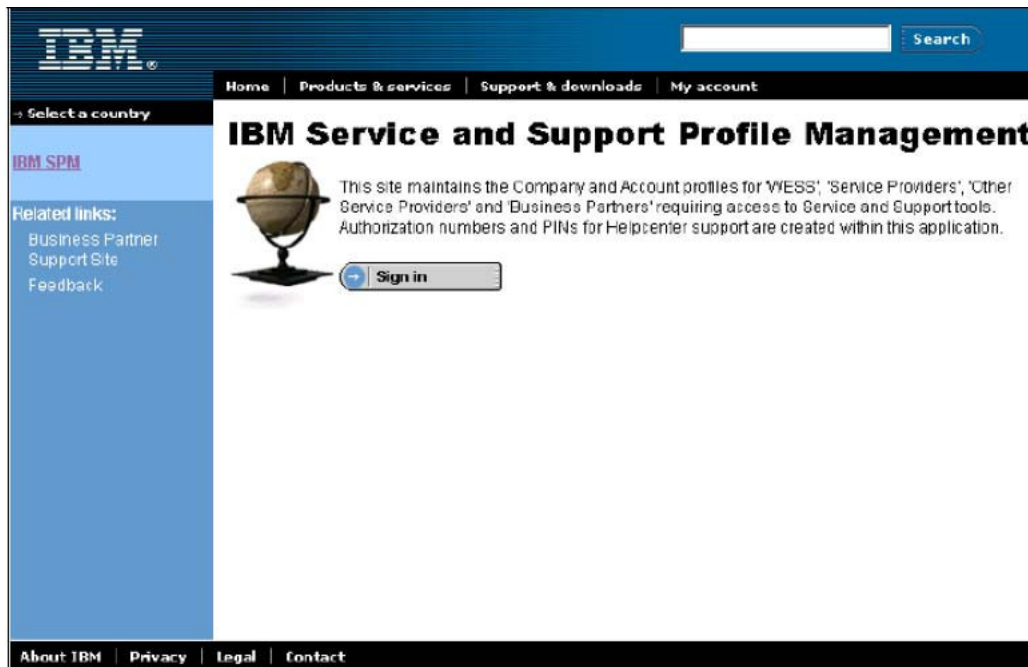 IBM®
Search
Home | Products & services | Support & downloads | My account
→ Select a country
IBM Service and Support Profile Management
IBM SPM
This site maintains the Company and Account profiles for 'WESS', 'Service Providers', 'Other
Service Providers' and 'Business Partners' requiring access to Service and Support tools.
Authorization numbers and PINs for Helpcenter support are created within this application.
Related links:
Business Partner
Support Site
Feedback
Sign in
About IBM | Privacy | Legal | Contact